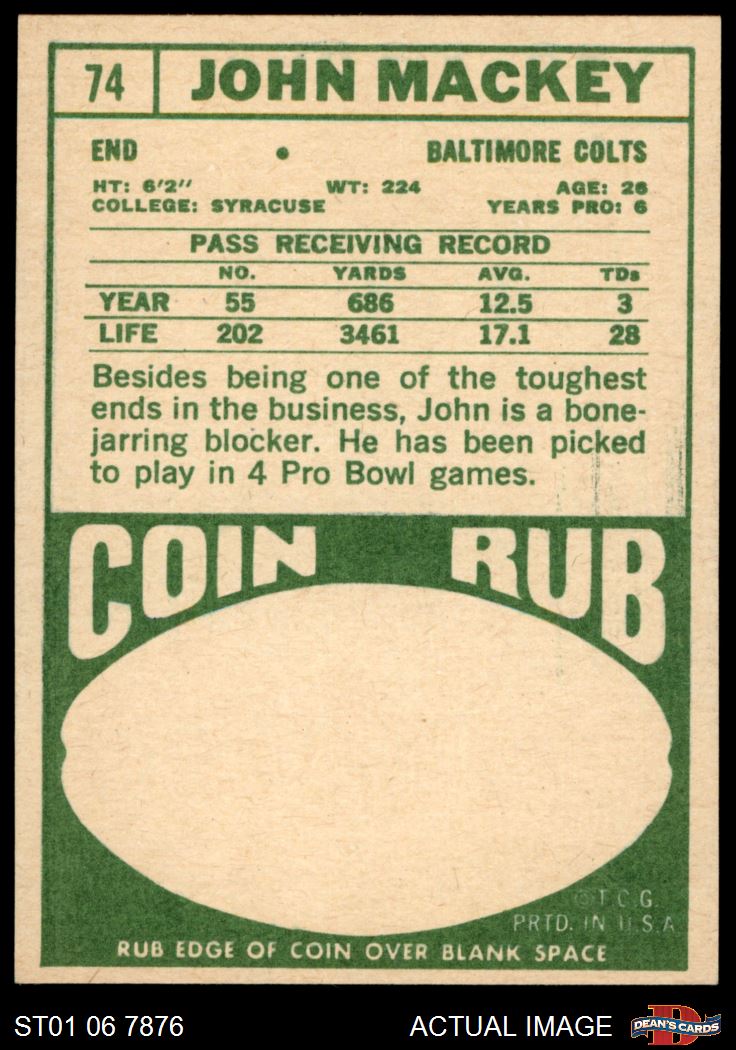 74 JOHN MACKEY
END • BALTIMORE COLTS
HT: 6'2" WT: 224 AGE: 26
COLLEGE: SYRACUSE YEARS PRO: 6
PASS RECEIVING RECORD
NO. YARDS AVG. TDs
YEAR 55 686 12.5 3
LIFE 202 3461 17.1 28
Besides being one of the toughest
ends in the business, John is a bone-
jarring blocker. He has been picked
to play in 4 Pro Bowl games.
COIN RUB
©T.C.G.
PRTD. IN U.S.A
RUB EDGE OF COIN OVER BLANK SPACE
ST01 06 7876 ACTUAL IMAGE D DEAN'S CARDS